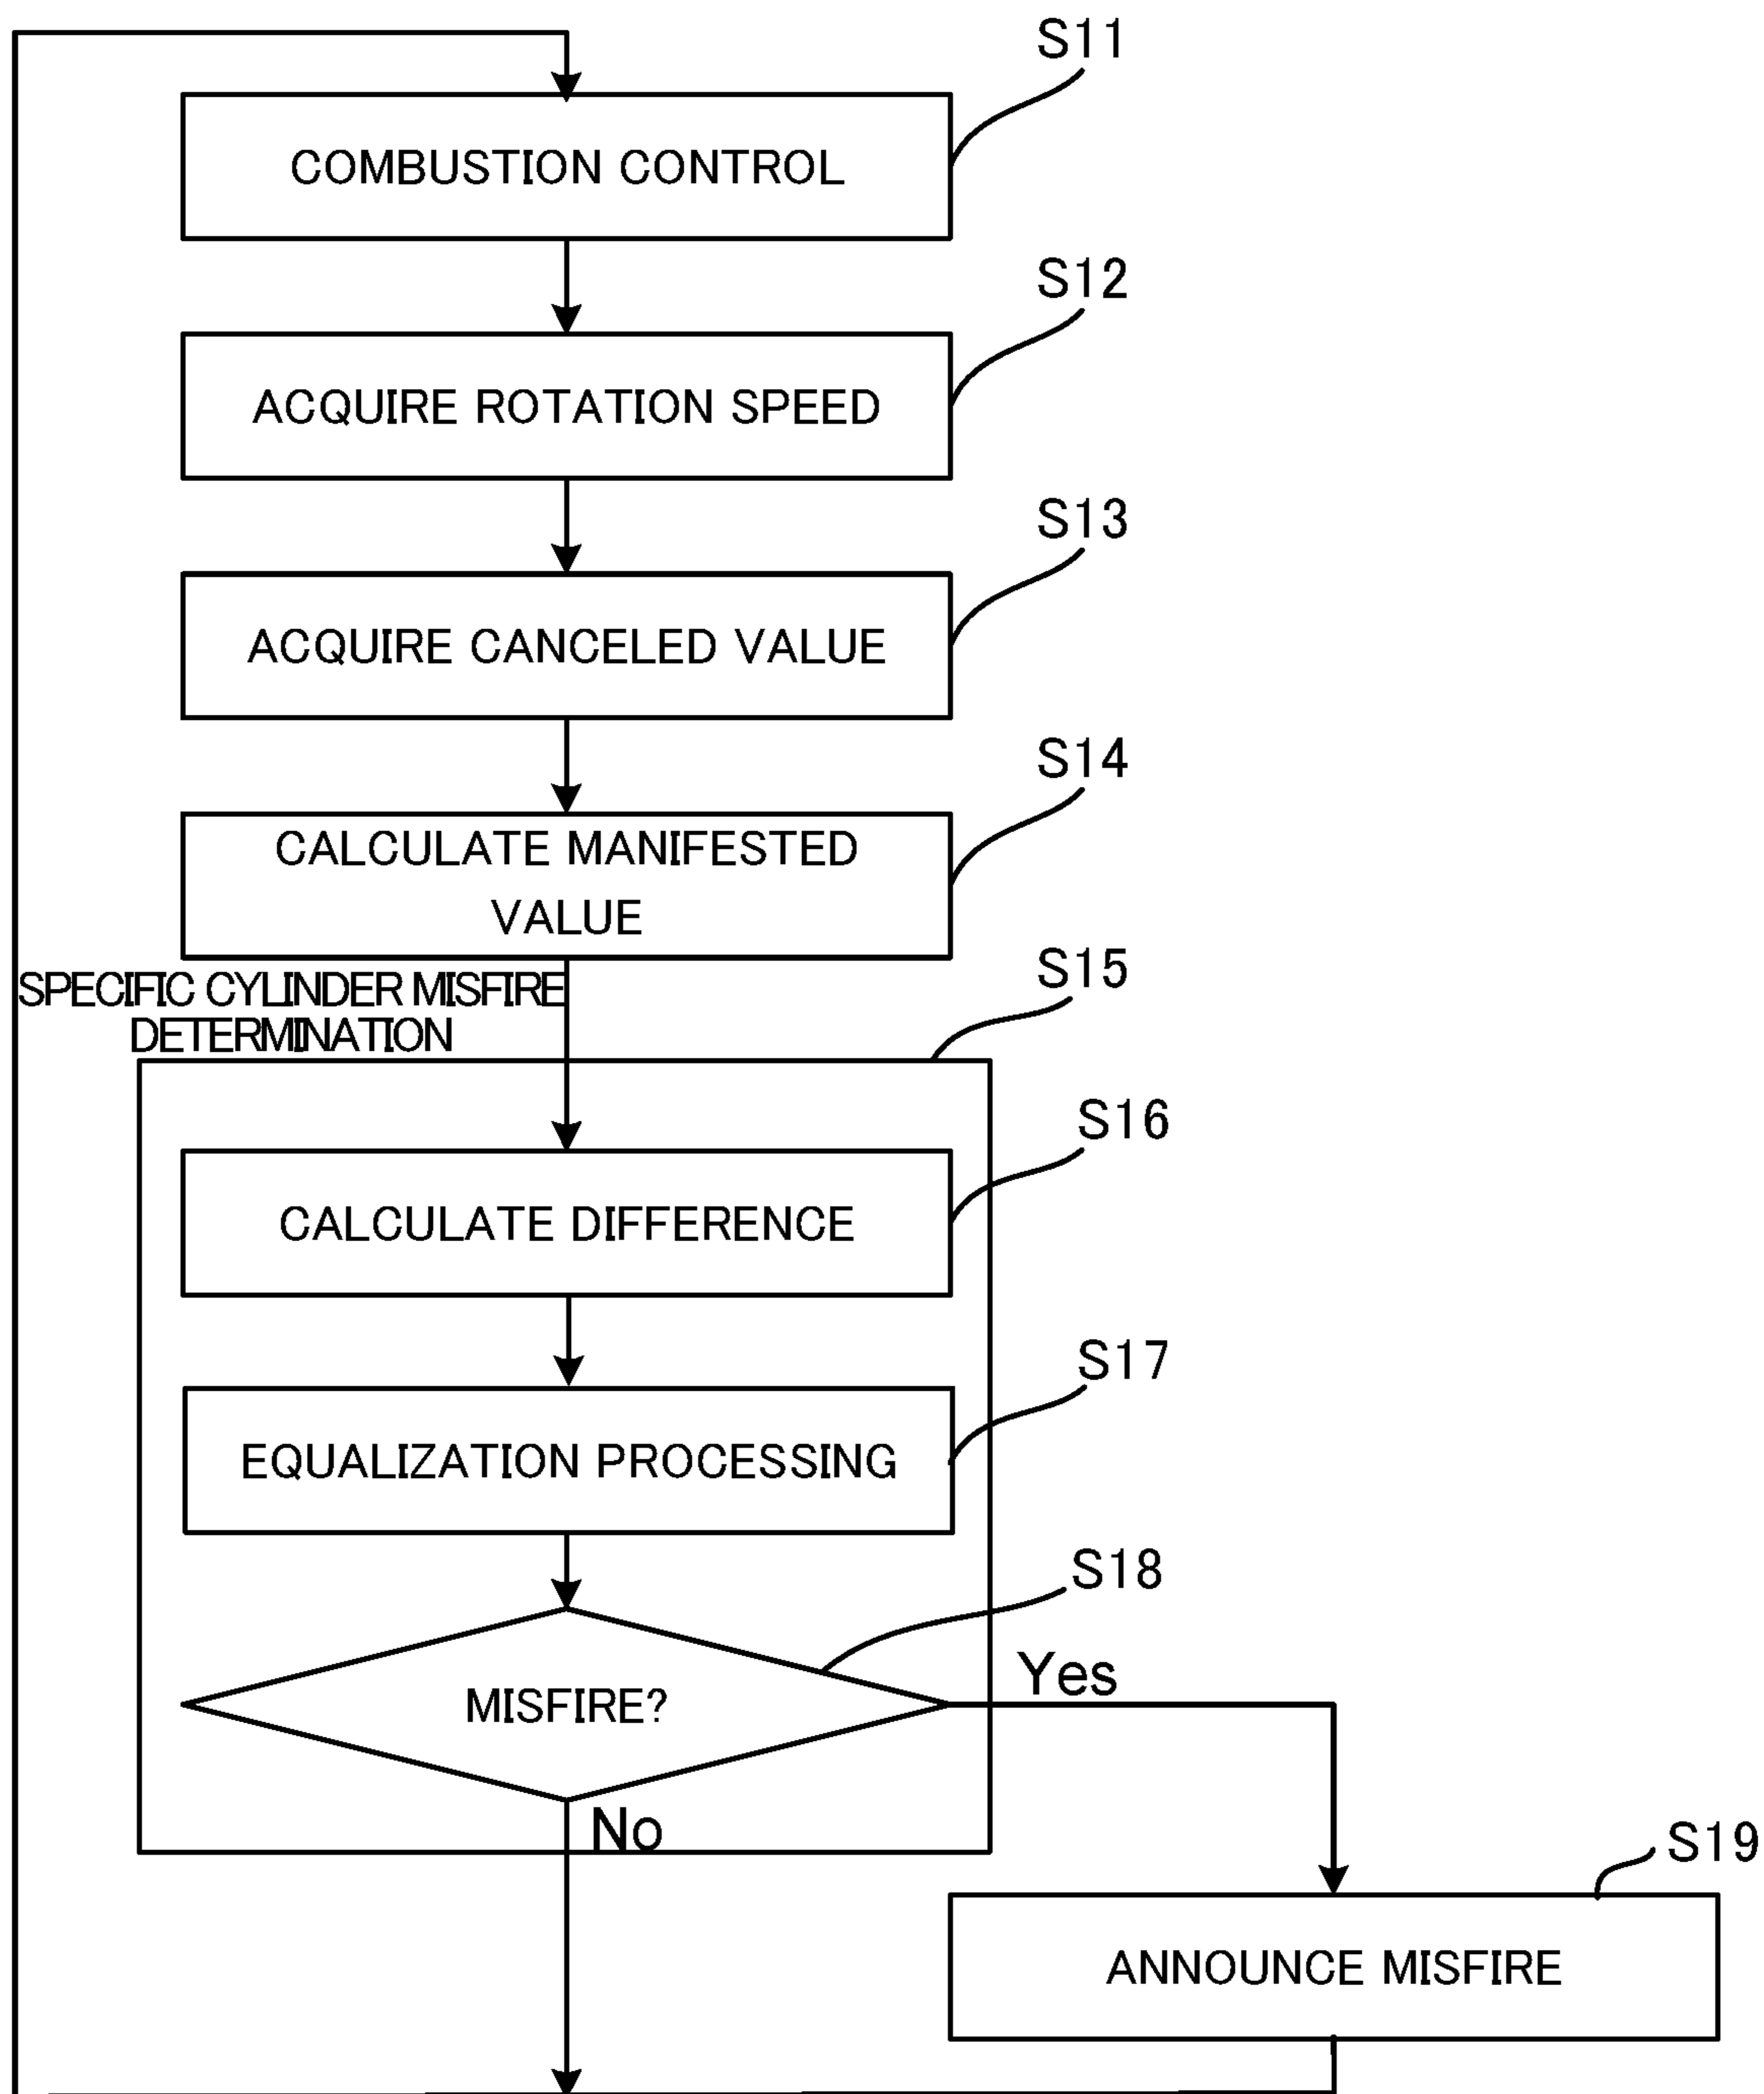 S11
COMBUSTION CONTROL
S12
ACQUIRE ROTATION SPEED
S13
ACQUIRE CANCELED VALUE
S14
CALCULATE MANIFESTED
VALUE
S15
SPECIFIC CYLINDER MISFIRE
DETERMINATION
S16
CALCULATE DIFFERENCE
S17
EQUALIZATION PROCESSING
S18
MISFIRE?
Yes
No
S19
ANNOUNCE MISFIRE